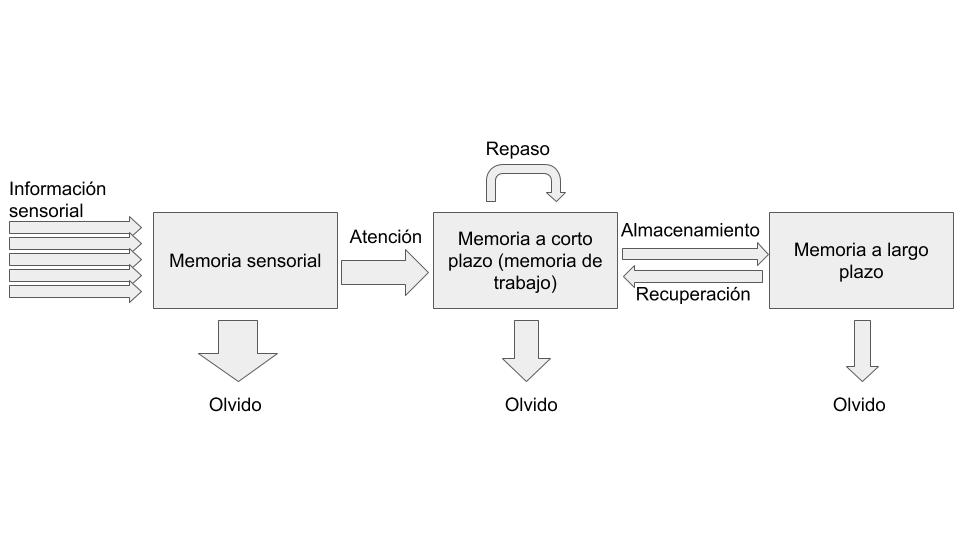 Repaso
Información
sensorial
Memoria sensorial
Atención
Memoria a corto
plazo (memoria de
trabajo)
Almacenamiento
Recuperación
Memoria a largo
plazo
Olvido
Olvido
Olvido